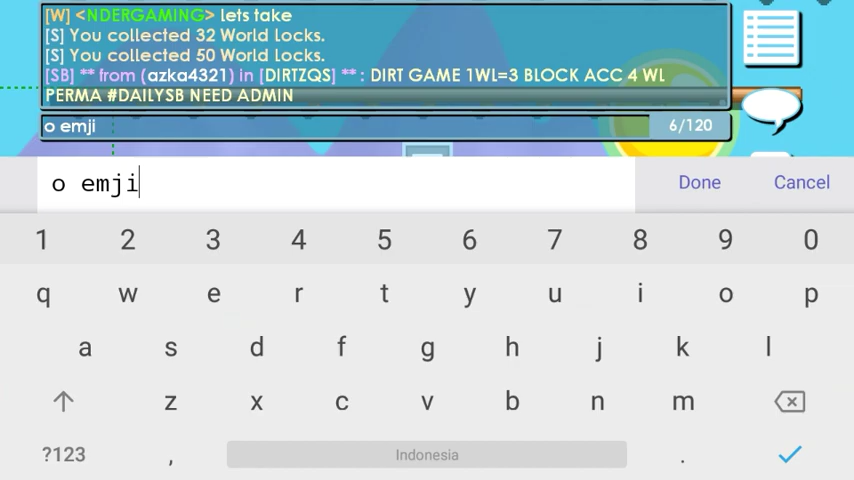 [W] <NDERGAMING> lets take
[S] You collected 32 World Locks.
[S] You collected 50 World Locks.
[SB] ** from (azka4321) in [DIRTZQS] ** : DIRT GAME 1WL=3 BLOCK ACC 4 WL
PERMA #DAILYSB NEED ADMIN
o emji 6/120
o emji Done Cancel
1 2 3 4 5 6 7 8 9 0
q w e r t y u i o p
a s d f g h j k l
z x c v b n m
?123 , Indonesia .